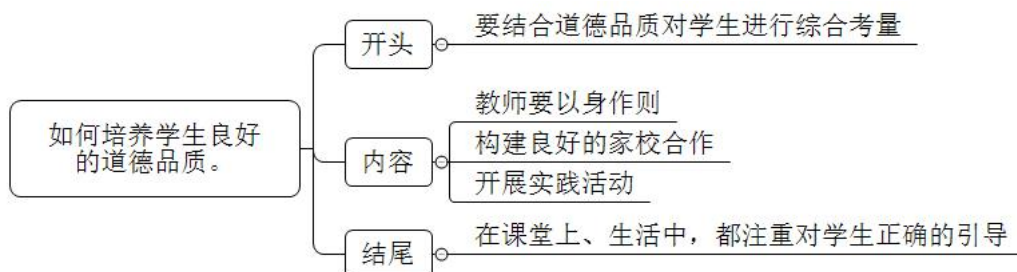 开头
要结合道德品质对学生进行综合考量
如何培养学生良好
的道德品质。
内容
教师要以身作则
构建良好的家校合作
开展实践活动
结尾
在课堂上、生活中，都注重对学生正确的引导